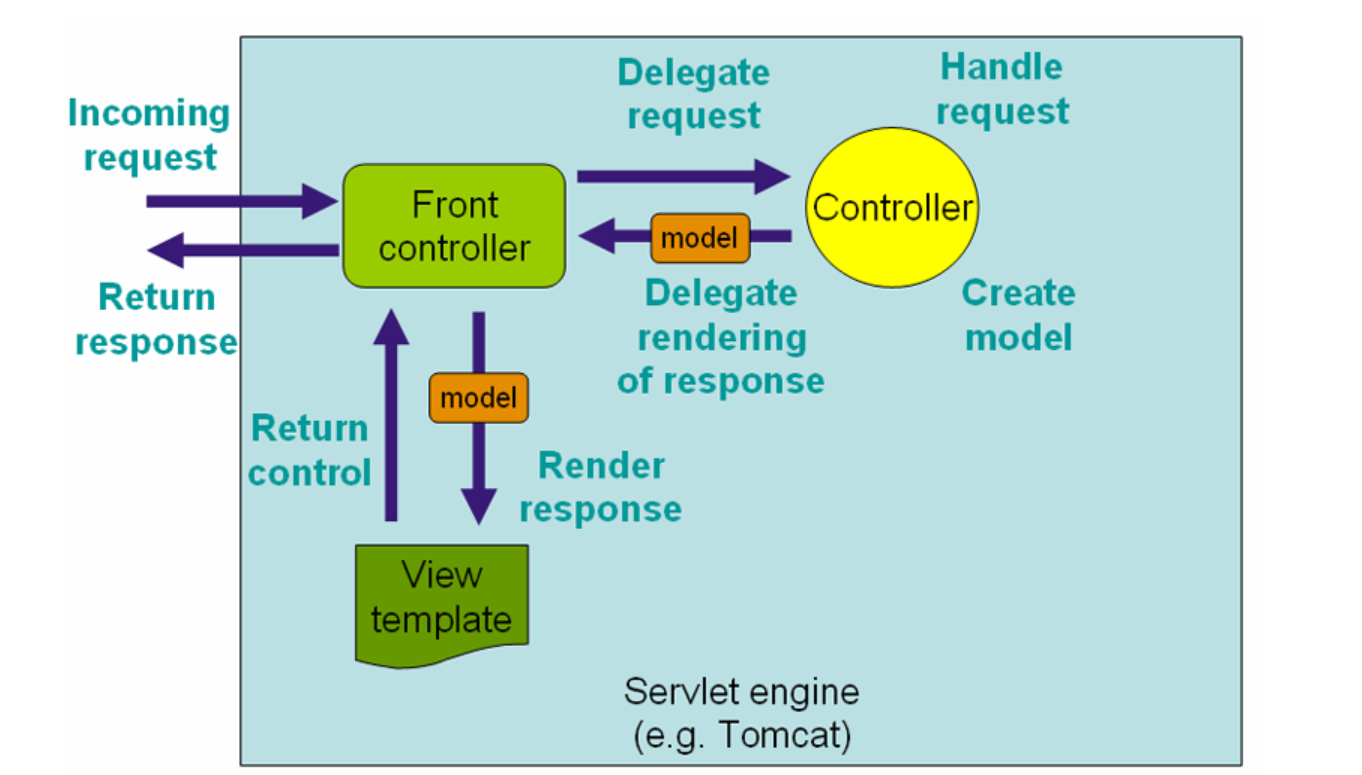 Incoming
request
Return
response
Front
controller
Delegate
request
Handle
request
Controller
model
Delegate
rendering
of response
Create
model
Return
control
model
Render
response
View
template
Servlet engine
(e.g. Tomcat)